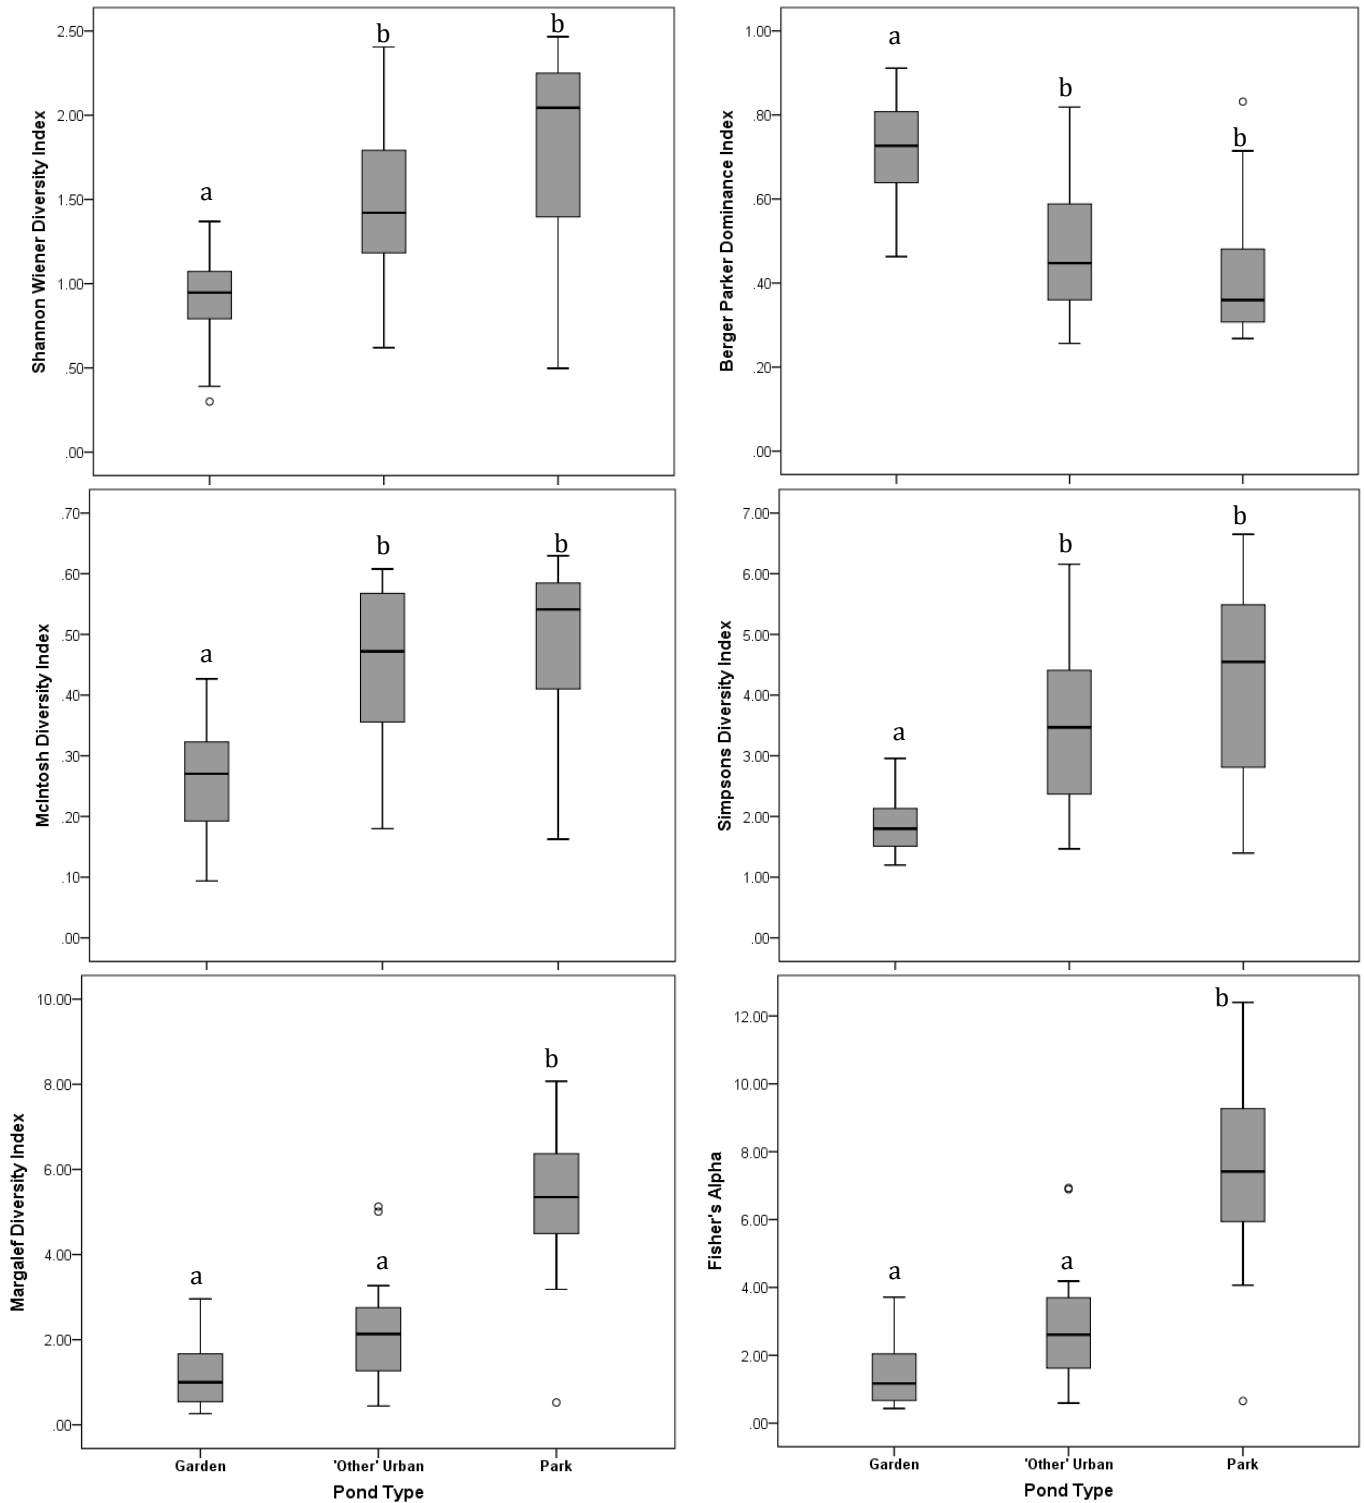 Shannon Wiener Diversity Index
2.50
2.00
1.50
1.00
.50
.00
a
b
b
Berger Parker Dominance Index
1.00
.80
.60
.40
.20
.00
a
b
b
McIntosh Diversity Index
.70
.60
.50
.40
.30
.20
.10
.00
a
b
b
Simpsons Diversity Index
7.00
6.00
5.00
4.00
3.00
2.00
1.00
.00
a
b
b
Margalef Diversity Index
10.00
8.00
6.00
4.00
2.00
.00
a
a
b
Garden 'Other' Urban Park
Pond Type
Fisher's Alpha
12.00
10.00
8.00
6.00
4.00
2.00
.00
a
a
b
Garden 'Other' Urban Park
Pond Type